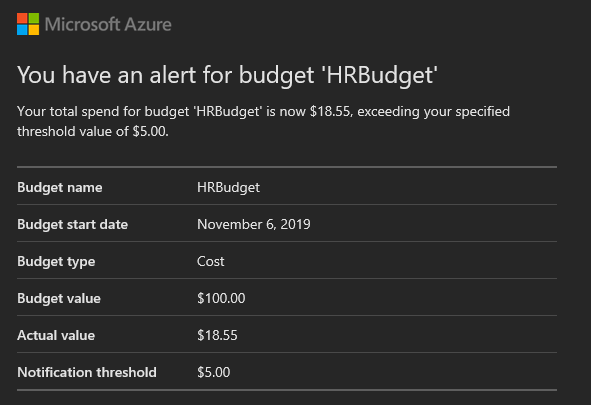 Microsoft Azure
You have an alert for budget 'HRBudget'
Your total spend for budget 'HRBudget' is now $18.55, exceeding your specified
threshold value of $5.00.
Budget name HRBudget
Budget start date November 6, 2019
Budget type Cost
Budget value $100.00
Actual value $18.55
Notification threshold $5.00